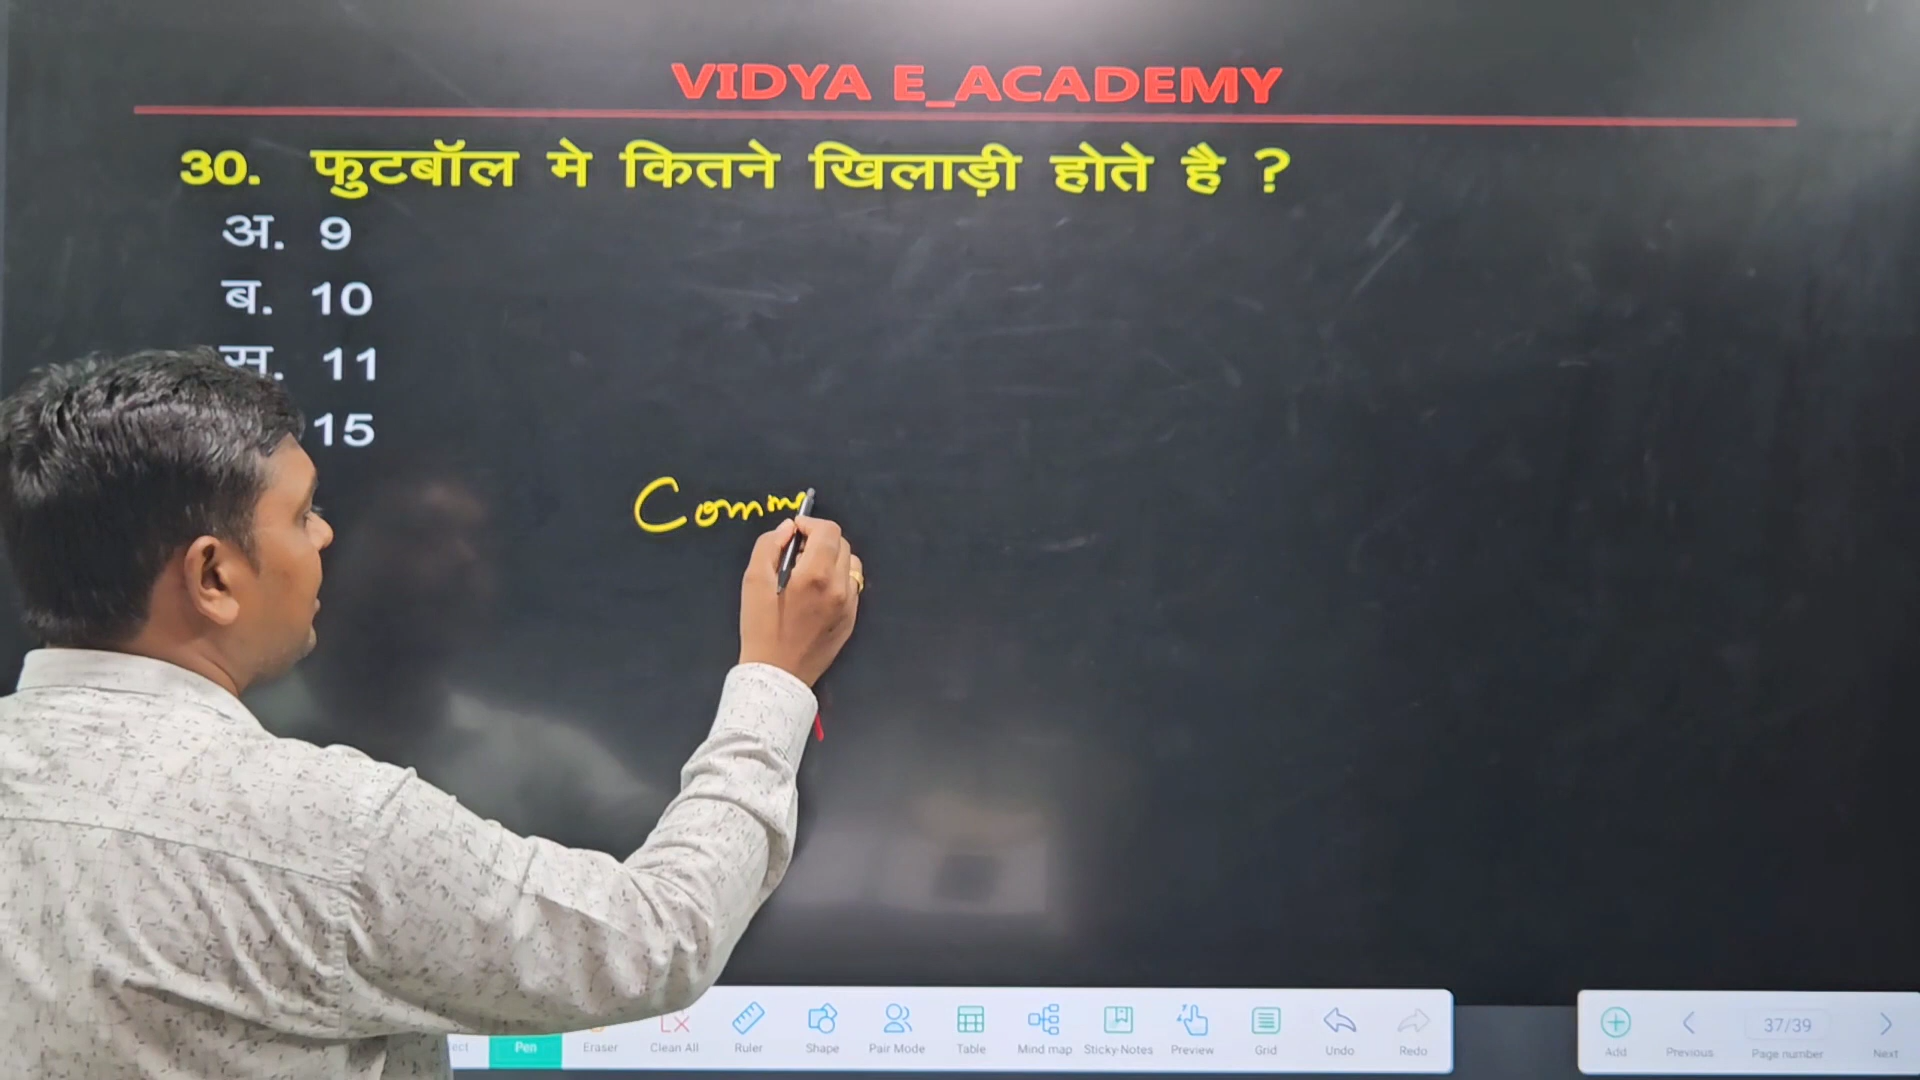 VIDYA E_ACADEMY
30. फुटबॉल मे कितने खिलाड़ी होते है ?
अ. 9
ब. 10
स. 11
15
Comme
Pen Eraser Clean All Ruler Shape Pair Mode Table Mind map Sticky Notes Preview Grid Undo Redo
Add Previous 37/39 Page number Next